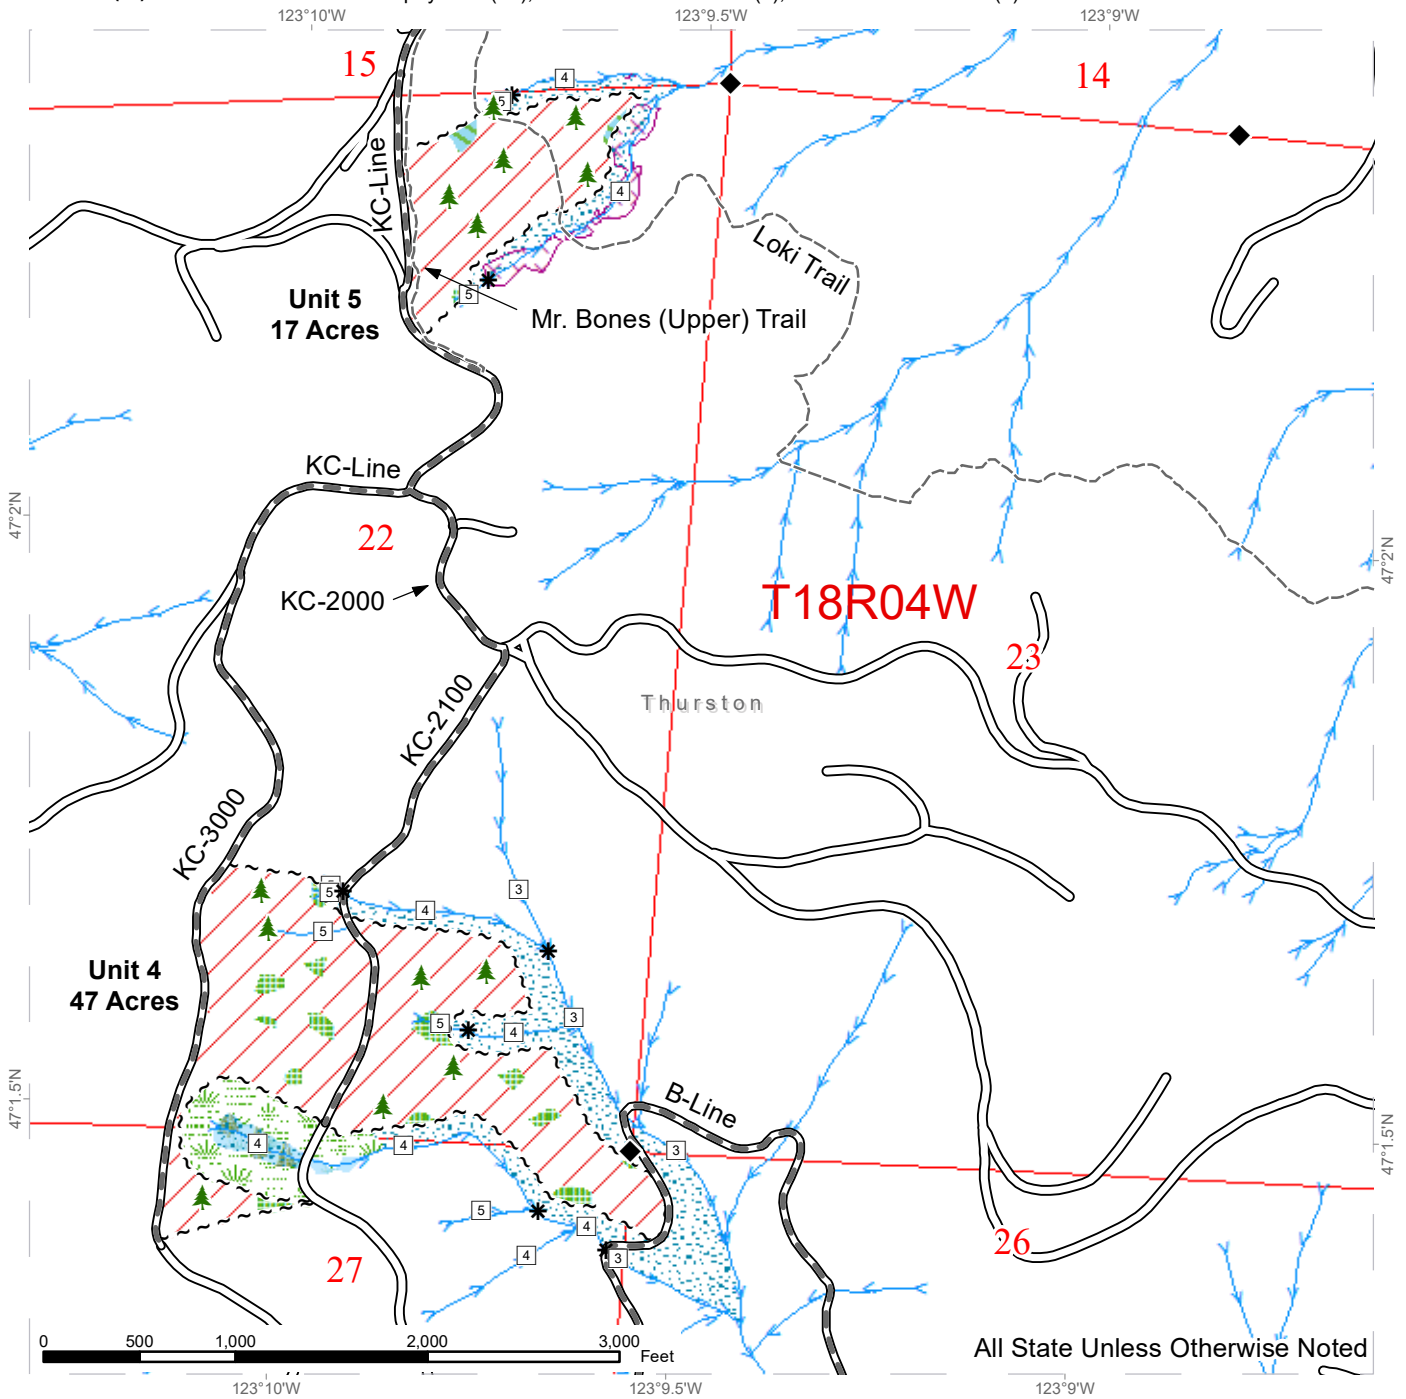 123°10'W
123°9.5'W
123°9'W
15
14
4
5
KC-Line
4
Loki Trail
5
Unit 5
17 Acres
Mr. Bones (Upper) Trail
KC-Line
47°2'N
22
47°2'N
KC-2000
T18R04W
23
Thurston
KC-2100
KC-3000
5
3
4
5
Unit 4
47 Acres
5
4
3
47°1.5'N
B-Line
4
4
3
47°1.5'N
5
4
4
3
26
27
0
500
1,000
2,000
3,000
Feet
All State Unless Otherwise Noted
123°10'W
123°9.5'W
123°9'W